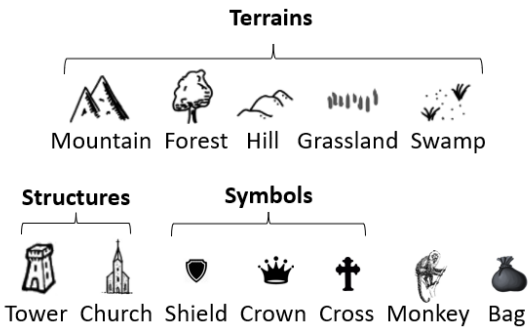 Terrains
Mountain Forest Hill Grassland Swamp
Structures Symbols
Tower Church Shield Crown Cross Monkey Bag